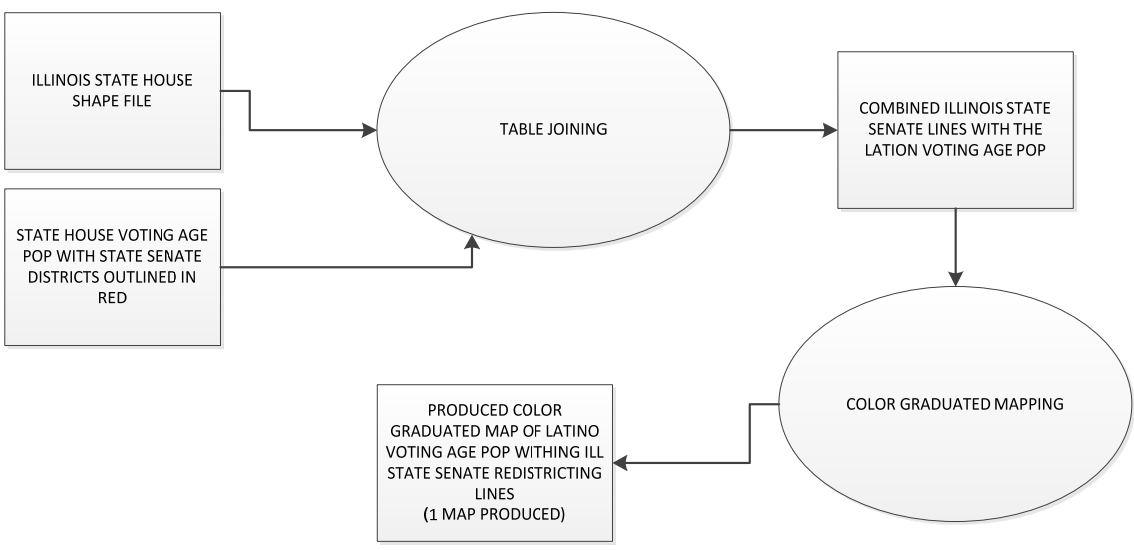 ILLINOIS STATE HOUSE
SHAPE FILE
TABLE JOINING
COMBINED ILLINOIS STATE
SENATE LINES WITH THE
LATION VOTING AGE POP
STATE HOUSE VOTING AGE
POP WITH STATE SENATE
DISTRICTS OUTLINED IN
RED
COLOR GRADUATED MAPPING
PRODUCED COLOR
GRADUATED MAP OF LATINO
VOTING AGE POP WITHING ILL
STATE SENATE REDISTRICTING
LINES
(1 MAP PRODUCED)